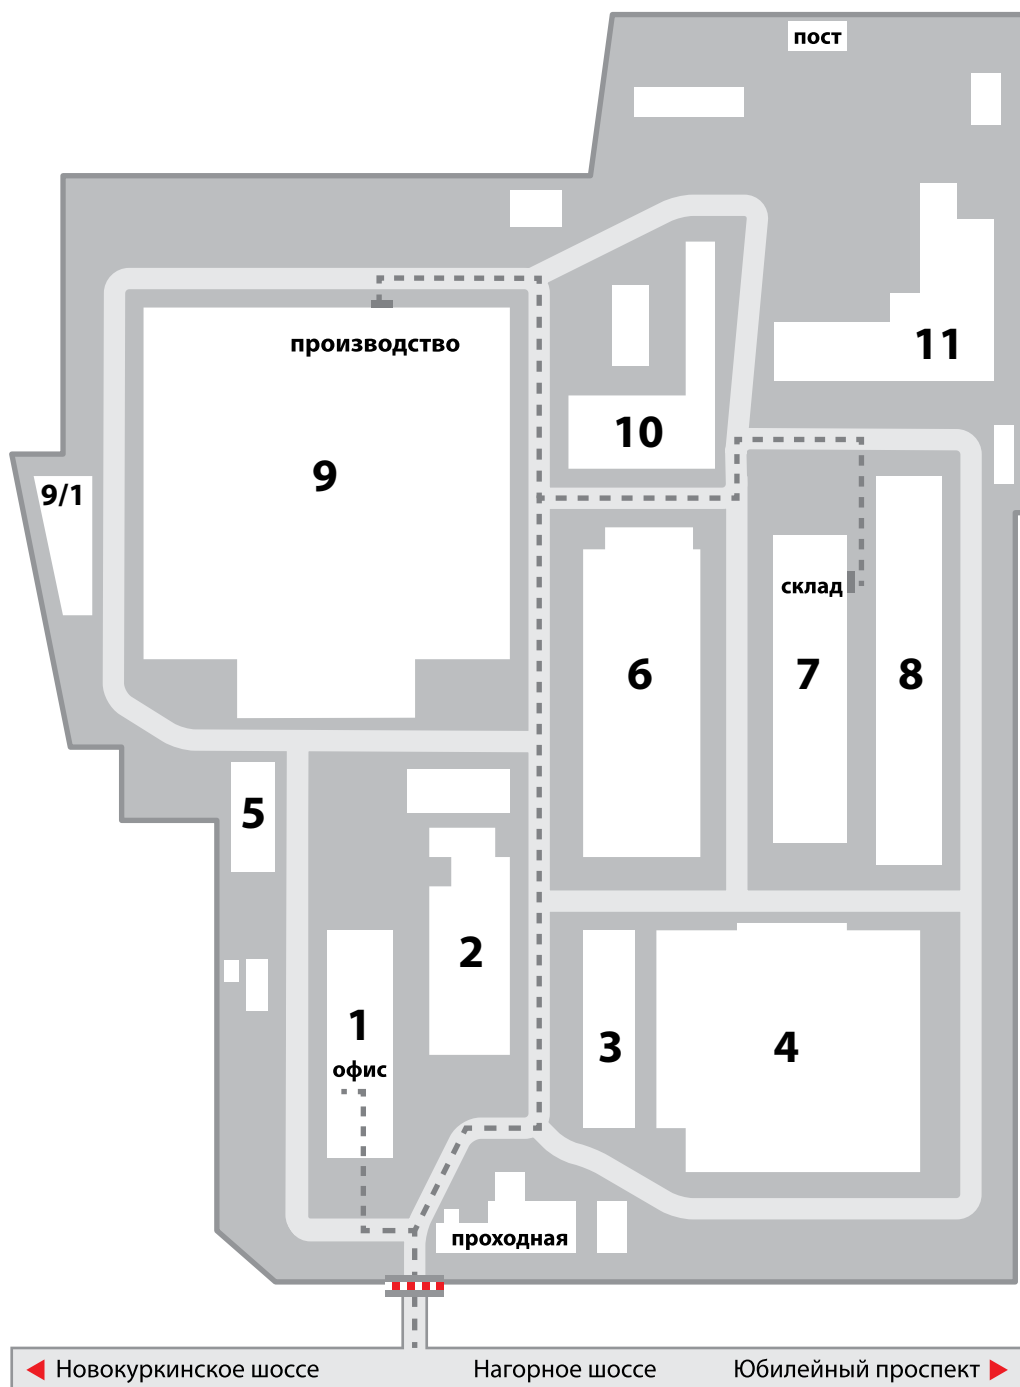 пост
11
производство
10
9
9/1
склад
6
7
8
5
2
1
офис
3
4
проходная
Новокуркинское шоссе
Нагорное шоссе
Юбилейный проспект